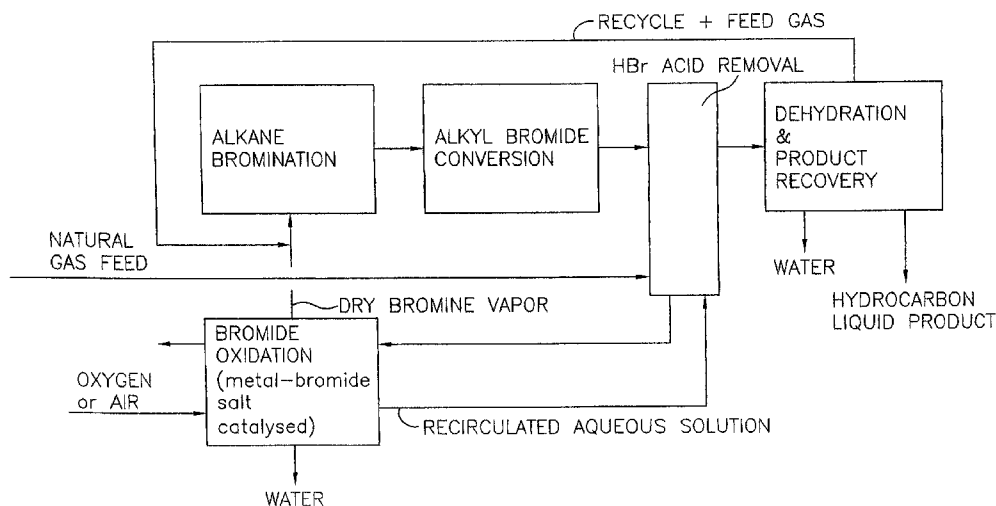 RECYCLE + FEED GAS
HBr ACID REMOVAL
ALKANE
BROMINATION
ALKYL BROMIDE
CONVERSION
DEHYDRATION
&
PRODUCT
RECOVERY
NATURAL
GAS FEED
WATER
HYDROCARBON
LIQUID PRODUCT
DRY BROMINE VAPOR
BROMIDE
OXIDATION
(metal-bromide
salt
catalysed)
OXYGEN
or AIR
RECIRCULATED AQUEOUS SOLUTION
WATER